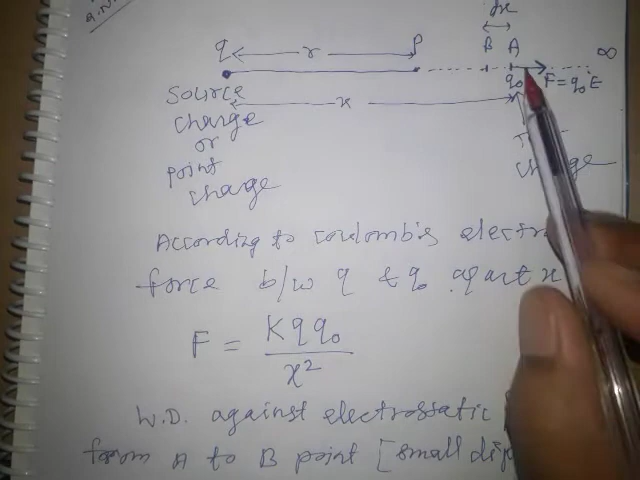 dx
q r P B A ∞
q₀ F = q₀E
Source
charge
or
point
charge
x
According to Coulomb's
force b/w q & q₀ apart x
F = Kqq₀
x²
W.D. against electrostatic
from A to B point [small